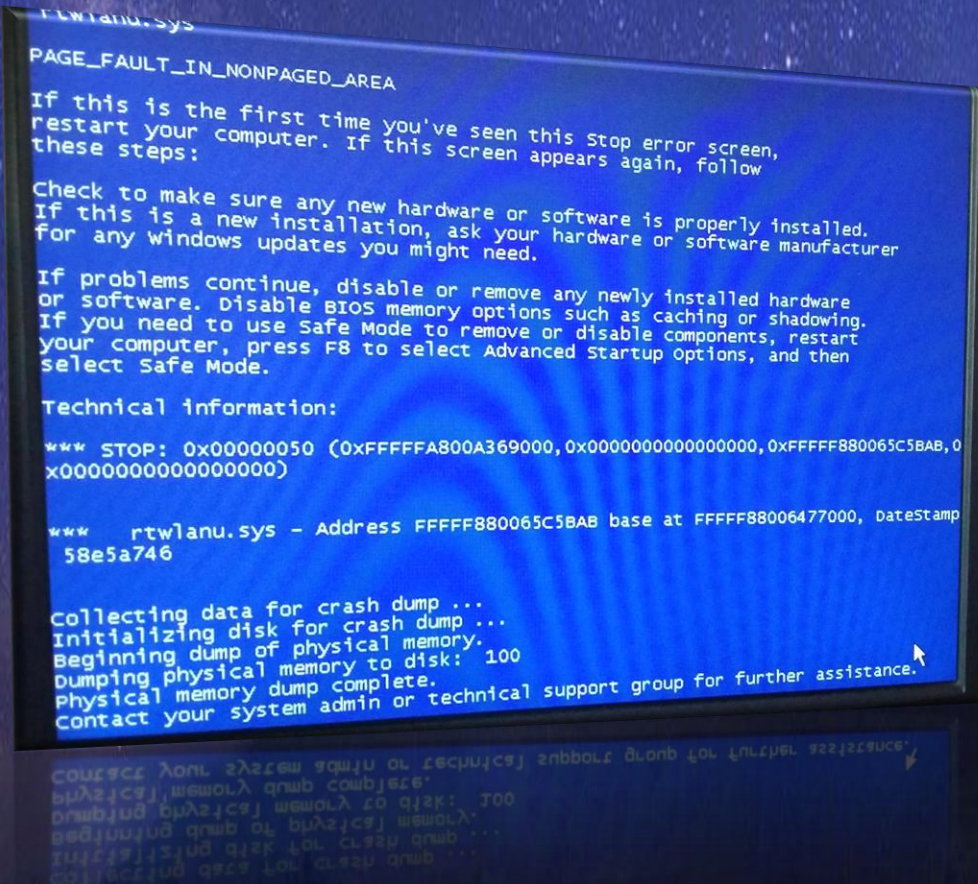 rtwlanu.sys
PAGE_FAULT_IN_NONPAGED_AREA
If this is the first time you've seen this Stop error screen,
restart your computer. If this screen appears again, follow
these steps:
Check to make sure any new hardware or software is properly installed.
If this is a new installation, ask your hardware or software manufacturer
for any windows updates you might need.
If problems continue, disable or remove any newly installed hardware
or software. Disable BIOS memory options such as caching or shadowing.
If you need to use Safe Mode to remove or disable components, restart
your computer, press F8 to select Advanced Startup Options, and then
select Safe Mode.
Technical information:
*** STOP: 0x00000050 (0xFFFFFA800A369000,0x0000000000000000,0xFFFFF880065C5BAB,0
x0000000000000000)
*** rtwlanu.sys - Address FFFFF880065C5BAB base at FFFFF88006477000, DateStamp
58e5a746
Collecting data for crash dump ...
Initializing disk for crash dump ...
Beginning dump of physical memory.
Dumping physical memory to disk: 100
Physical memory dump complete.
Contact your system admin or technical support group for further assistance.